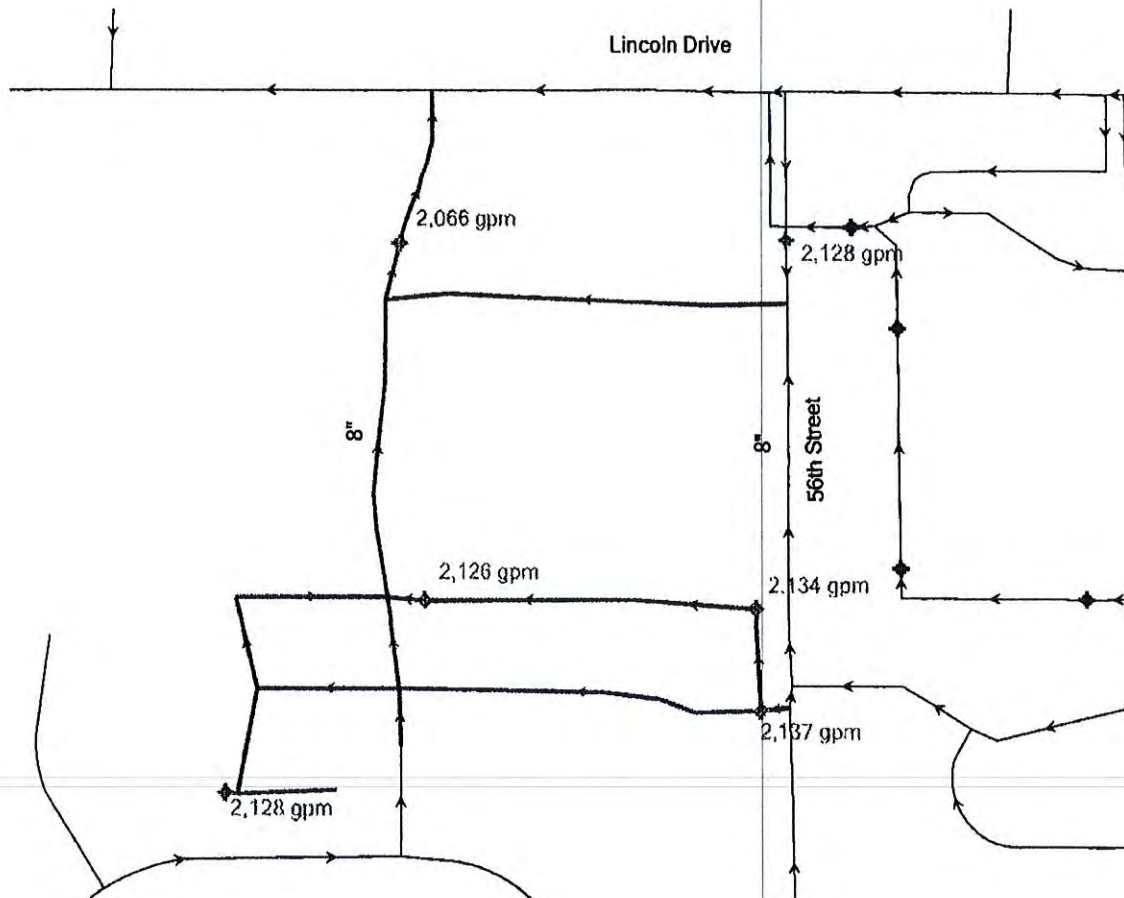 Lincoln Drive
2,066 gpm
2,128 gpm
8"
8"
56th Street
2,126 gpm
2.134 gpm
2,137 gpm
2,128 gpm